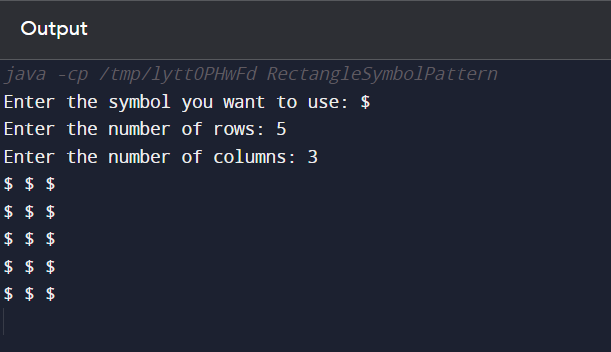 Output
java -cp /tmp/lyttOPHwFd RectangleSymbolPattern
Enter the symbol you want to use: $
Enter the number of rows: 5
Enter the number of columns: 3
$ $ $
$ $ $
$ $ $
$ $ $
$ $ $